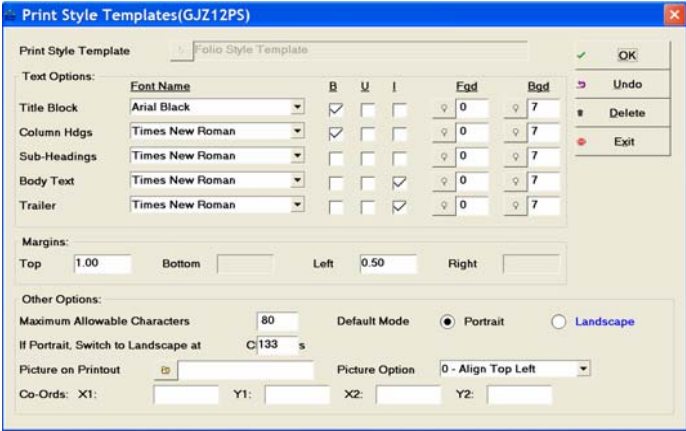 Print Style Templates(GJZ12PS)
Print Style Template Folio Style Template OK
Text Options: Undo
Font Name B U I Fgd Bgd
Title Block Arial Black 0 7 Delete
Column Hdgs Times New Roman 0 7 Exit
Sub-Headings Times New Roman 0 7
Body Text Times New Roman 0 7
Trailer Times New Roman 0 7
Margins:
Top 1.00 Bottom Left 0.50 Right
Other Options:
Maximum Allowable Characters 80 Default Mode Portrait Landscape
If Portrait, Switch to Landscape at C 133 s
Picture on Printout Picture Option 0 - Align Top Left
Co-Ords: X1: Y1: X2: Y2: